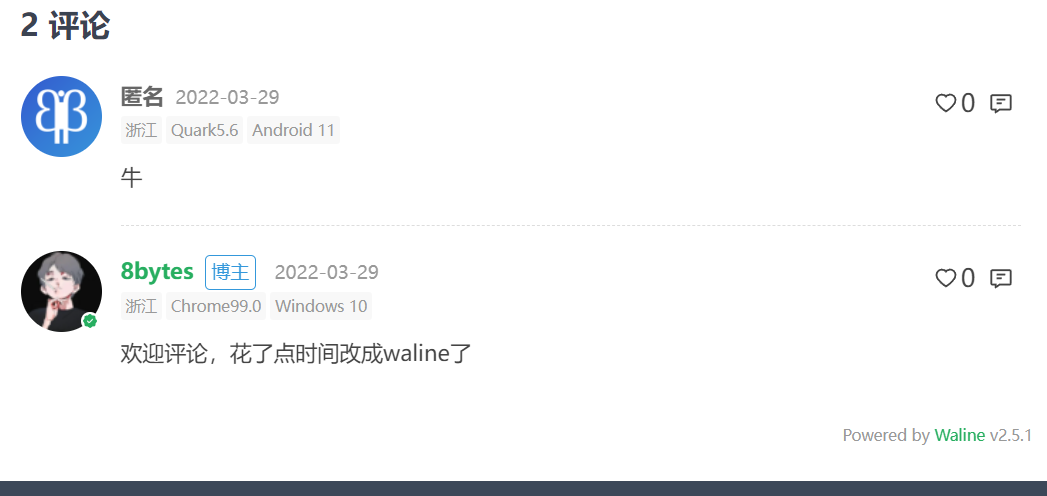 2 评论
匿名 2022-03-29 0
浙江 Quark5.6 Android 11
牛
8bytes 博主 2022-03-29 0
浙江 Chrome99.0 Windows 10
欢迎评论，花了点时间改成waline了
Powered by Waline v2.5.1